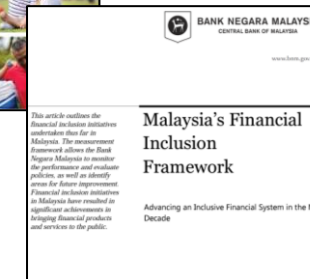 BANK NEGARA MALAYS
CENTRAL BANK OF MALAYSIA
This article outlines the
financial inclusion initiatives
undertaken thus far in
Malaysia. The measurement
framework allows the Bank
Negara Malaysia to monitor
the performance and evaluate
policies, as well as identify
areas for future improvement.
Financial inclusion initiatives
in Malaysia have resulted in
significant achievements in
bringing financial products
and services to the public.
Malaysia's Financial
Inclusion
Framework
Advancing an Inclusive Financial System in the
Decade